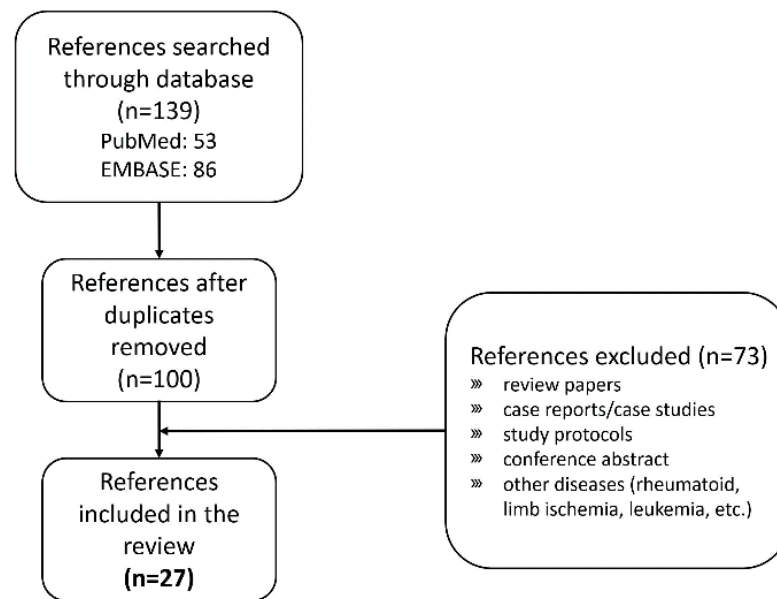 References searched
through database
(n=139)
PubMed: 53
EMBASE: 86
References after
duplicates
removed
(n=100)
References excluded (n=73)
»» review papers
»» case reports/case studies
»» study protocols
»» conference abstract
»» other diseases (rheumatoid,
limb ischemia, leukemia, etc.)
References
included in the
review
(n=27)